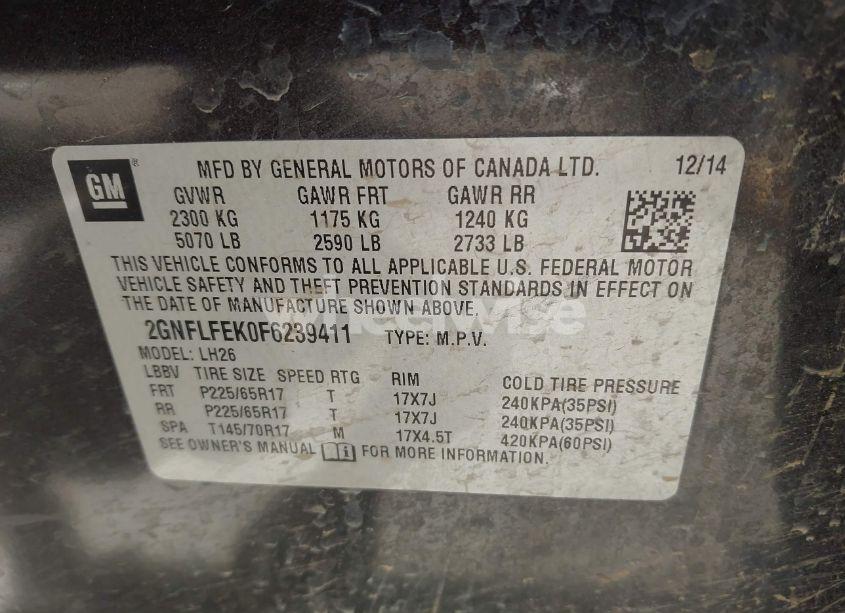 GM
®
MFD BY GENERAL MOTORS OF CANADA LTD. 12/14
GVWR GAWR FRT GAWR RR
2300 KG 1175 KG 1240 KG
5070 LB 2590 LB 2733 LB
THIS VEHICLE CONFORMS TO ALL APPLICABLE U.S. FEDERAL MOTOR
VEHICLE SAFETY AND THEFT PREVENTION STANDARDS IN EFFECT ON
THE DATE OF MANUFACTURE SHOWN ABOVE.
2GNFLFEK0F6239411 TYPE: M.P.V.
MODEL: LH26
LBBV TIRE SIZE SPEED RTG RIM COLD TIRE PRESSURE
FRT P225/65R17 T 17X7J 240KPA(35PSI)
RR P225/65R17 T 17X7J 240KPA(35PSI)
SPA T145/70R17 M 17X4.5T 420KPA(60PSI)
SEE OWNER'S MANUAL FOR MORE INFORMATION.